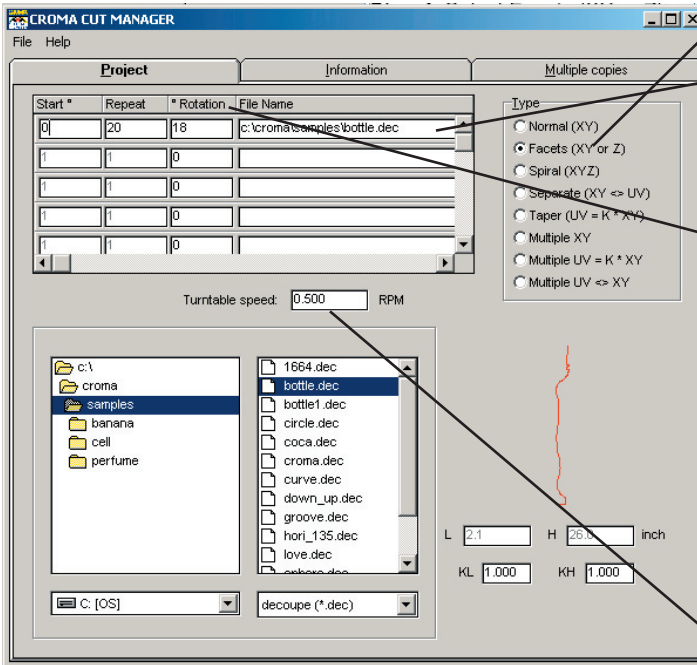 CROMA CUT MANAGER
File Help
Project Information Multiple copies
Start ° Repeat ° Rotation File Name
0 20 18 c:\croma\samples\bottle.dec
1 1 0
1 1 0
1 1 0
1 1 0
Type
Normal (XY)
Facets (XY or Z)
Spiral (XYZ)
Separate (XY <> UV)
Taper (UV = K * XY)
Multiple XY
Multiple UV = K * XY
Multiple UV <> XY
Turntable speed: 0.500 RPM
c:\
croma
samples
banana
cell
perfume
1664.dec
bottle.dec
bottle1.dec
circle.dec
coca.dec
croma.dec
curve.dec
down_up.dec
groove.dec
hori_135.dec
love.dec
C: [OS]
decoupe (*.dec)
L 2.1 H 26.0 inch
KL 1.000 KH 1.000